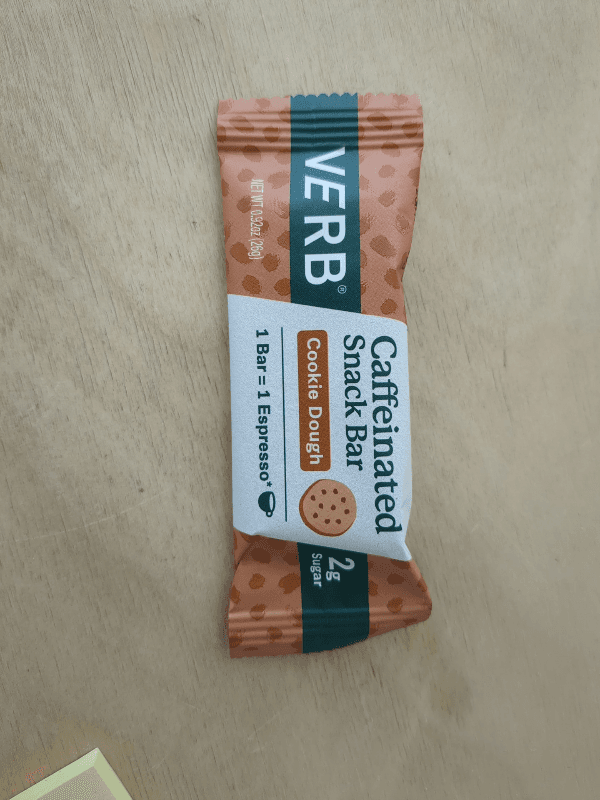 VERB®
NET WT 0.92oz (26g)
Caffeinated
Snack Bar
Cookie Dough
1 Bar = 1 Espresso*
2g
Sugar